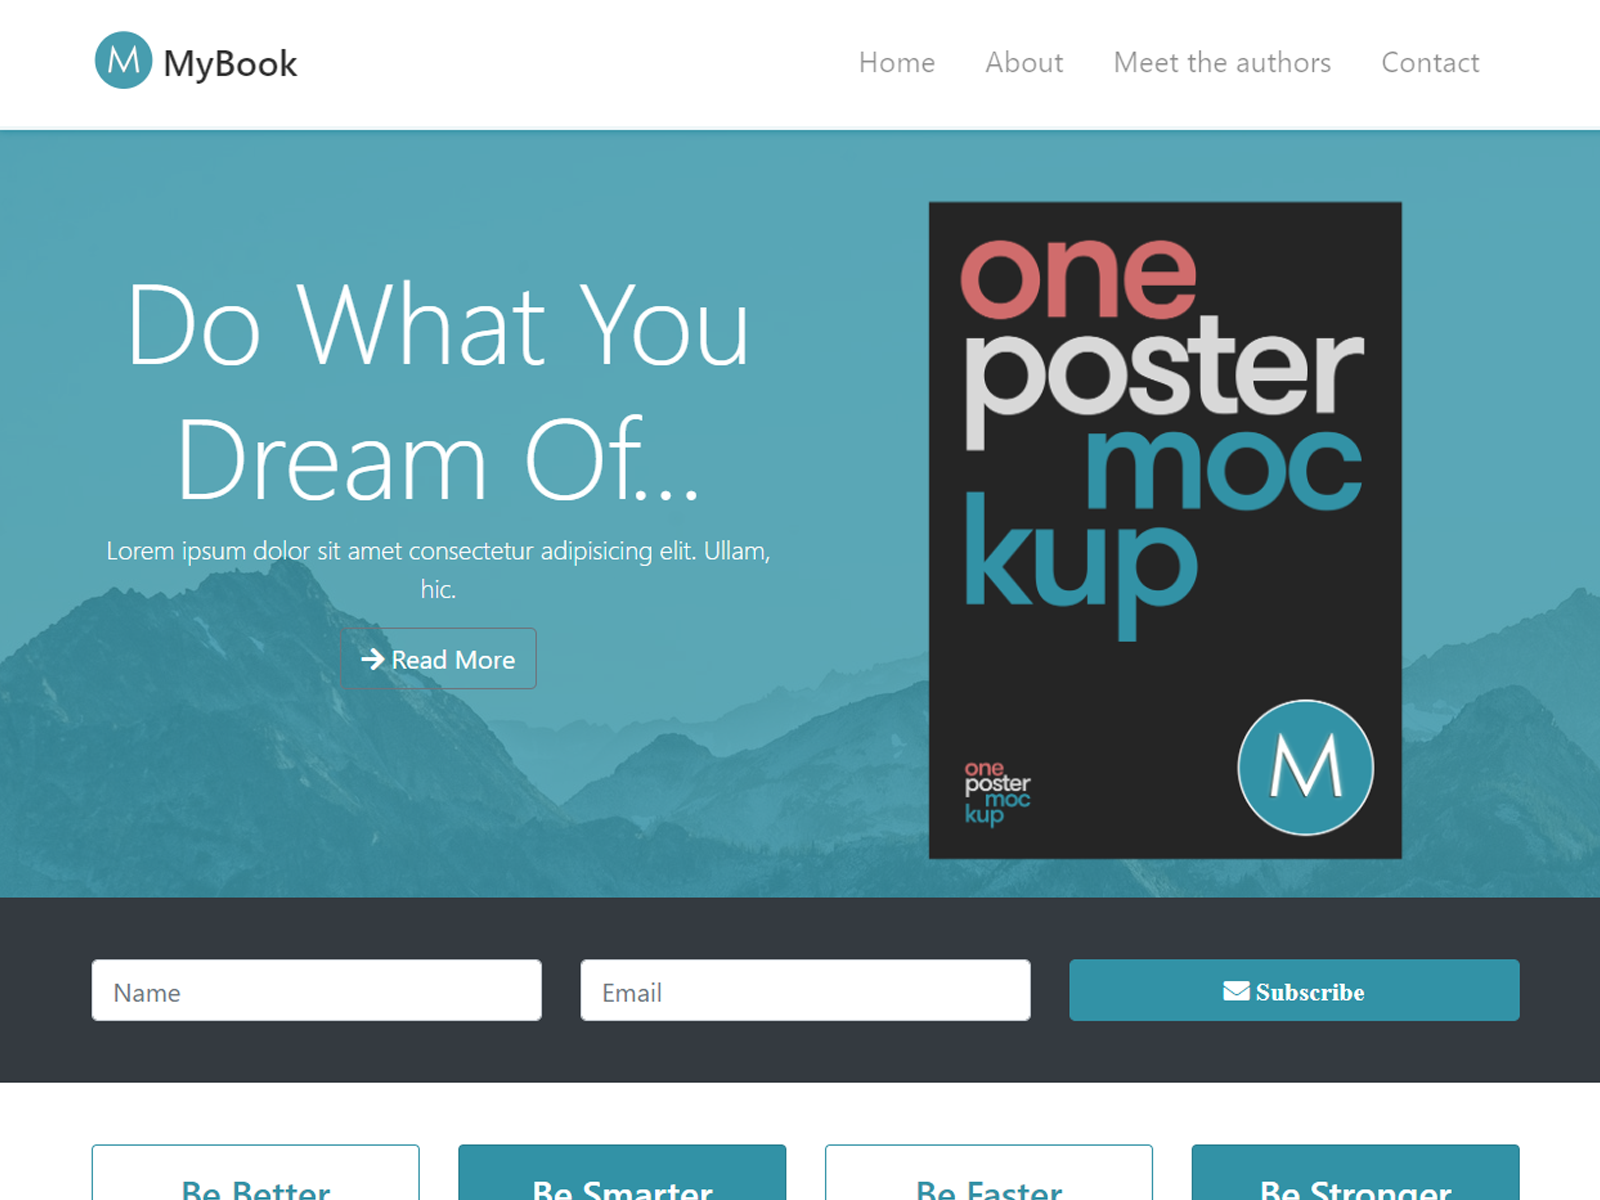 M MyBook
Home About Meet the authors Contact
Do What You
Dream Of...
Lorem ipsum dolor sit amet consectetur adipisicing elit. Ullam,
hic.
Read More
one
poster
moc
kup
one
poster
moc
kup
M
Name
Email
Subscribe
Be Better
Be Smarter
Be Faster
Be Stronger